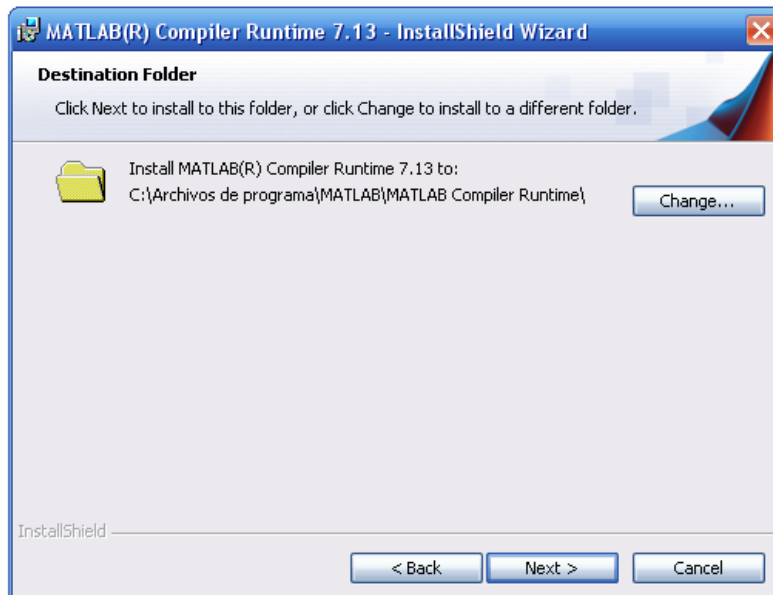 MATLAB(R) Compiler Runtime 7.13 - InstallShield Wizard
Destination Folder
Click Next to install to this folder, or click Change to install to a different folder.
Install MATLAB(R) Compiler Runtime 7.13 to:
C:\Archivos de programa\MATLAB\MATLAB Compiler Runtime\
Change...
InstallShield
< Back
Next >
Cancel